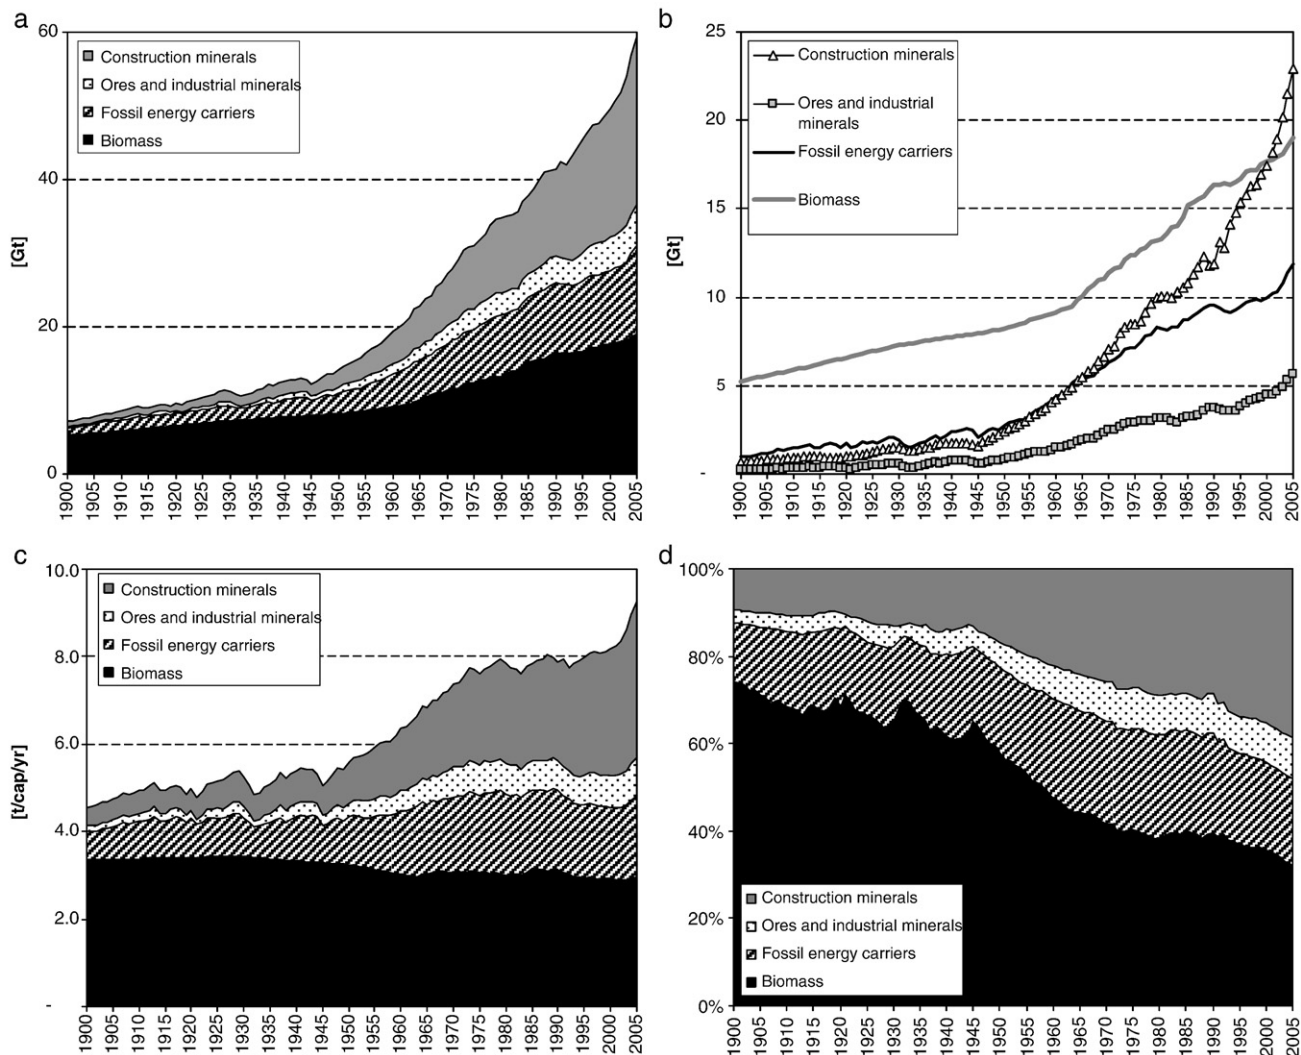 a
60
40
20
0
[Gt]
Construction minerals
Ores and industrial minerals
Fossil energy carriers
Biomass
1900 1905 1910 1915 1920 1925 1930 1935 1940 1945 1950 1955 1960 1965 1970 1975 1980 1985 1990 1995 2000 2005
b
25
20
15
10
5
-
[Gt]
Construction minerals
Ores and industrial
minerals
Fossil energy carriers
Biomass
1900 1905 1910 1915 1920 1925 1930 1935 1940 1945 1950 1955 1960 1965 1970 1975 1980 1985 1990 1995 2000 2005
c
10.0
8.0
6.0
4.0
2.0
-
[t/cap/yr]
Construction minerals
Ores and industrial minerals
Fossil energy carriers
Biomass
1900 1905 1910 1915 1920 1925 1930 1935 1940 1945 1950 1955 1960 1965 1970 1975 1980 1985 1990 1995 2000 2005
d
100%
80%
60%
40%
20%
0%
Construction minerals
Ores and industrial minerals
Fossil energy carriers
Biomass
1900 1905 1910 1915 1920 1925 1930 1935 1940 1945 1950 1955 1960 1965 1970 1975 1980 1985 1990 1995 2000 2005